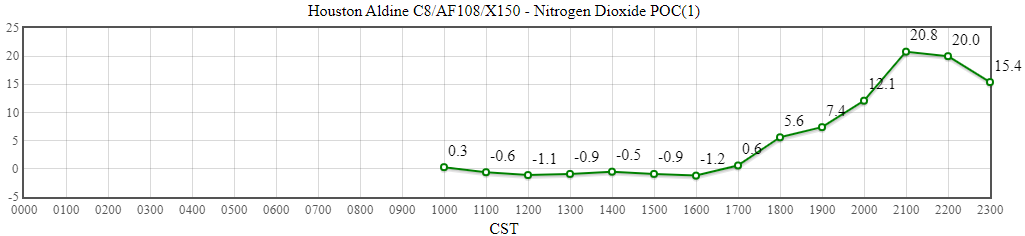 Houston Aldine C8/AF108/X150 - Nitrogen Dioxide POC(1)
25
20
15
10
5
0
-5
0.3 -0.6 -1.1 -0.9 -0.5 -0.9 -1.2 0.6 5.6 7.4 12.1 20.8 20.0 15.4
0000 0100 0200 0300 0400 0500 0600 0700 0800 0900 1000 1100 1200 1300 1400 1500 1600 1700 1800 1900 2000 2100 2200 2300
CST